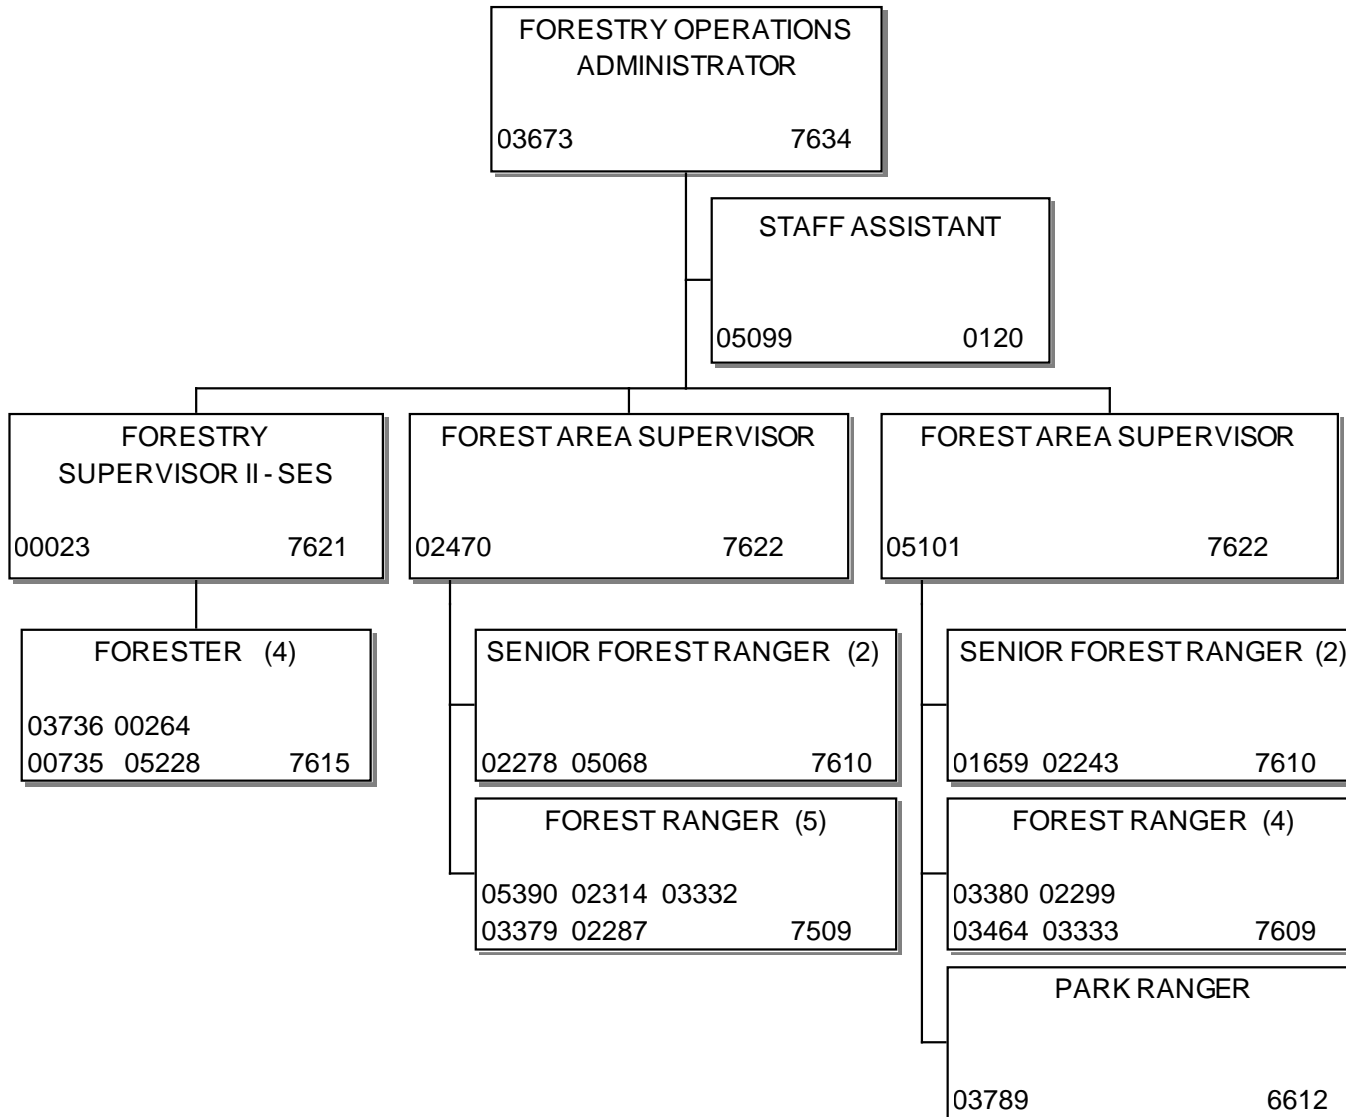 FORESTRY OPERATIONS
ADMINISTRATOR
03673 7634
STAFF ASSISTANT
05099 0120
FORESTRY
SUPERVISOR II - SES
00023 7621
FOREST AREA SUPERVISOR
02470 7622
FOREST AREA SUPERVISOR
05101 7622
FORESTER (4)
03736 00264
00735 05228 7615
SENIOR FOREST RANGER (2)
02278 05068 7610
FOREST RANGER (5)
05390 02314 03332
03379 02287 7509
SENIOR FOREST RANGER (2)
01659 02243 7610
FOREST RANGER (4)
03380 02299
03464 03333 7609
PARK RANGER
03789 6612